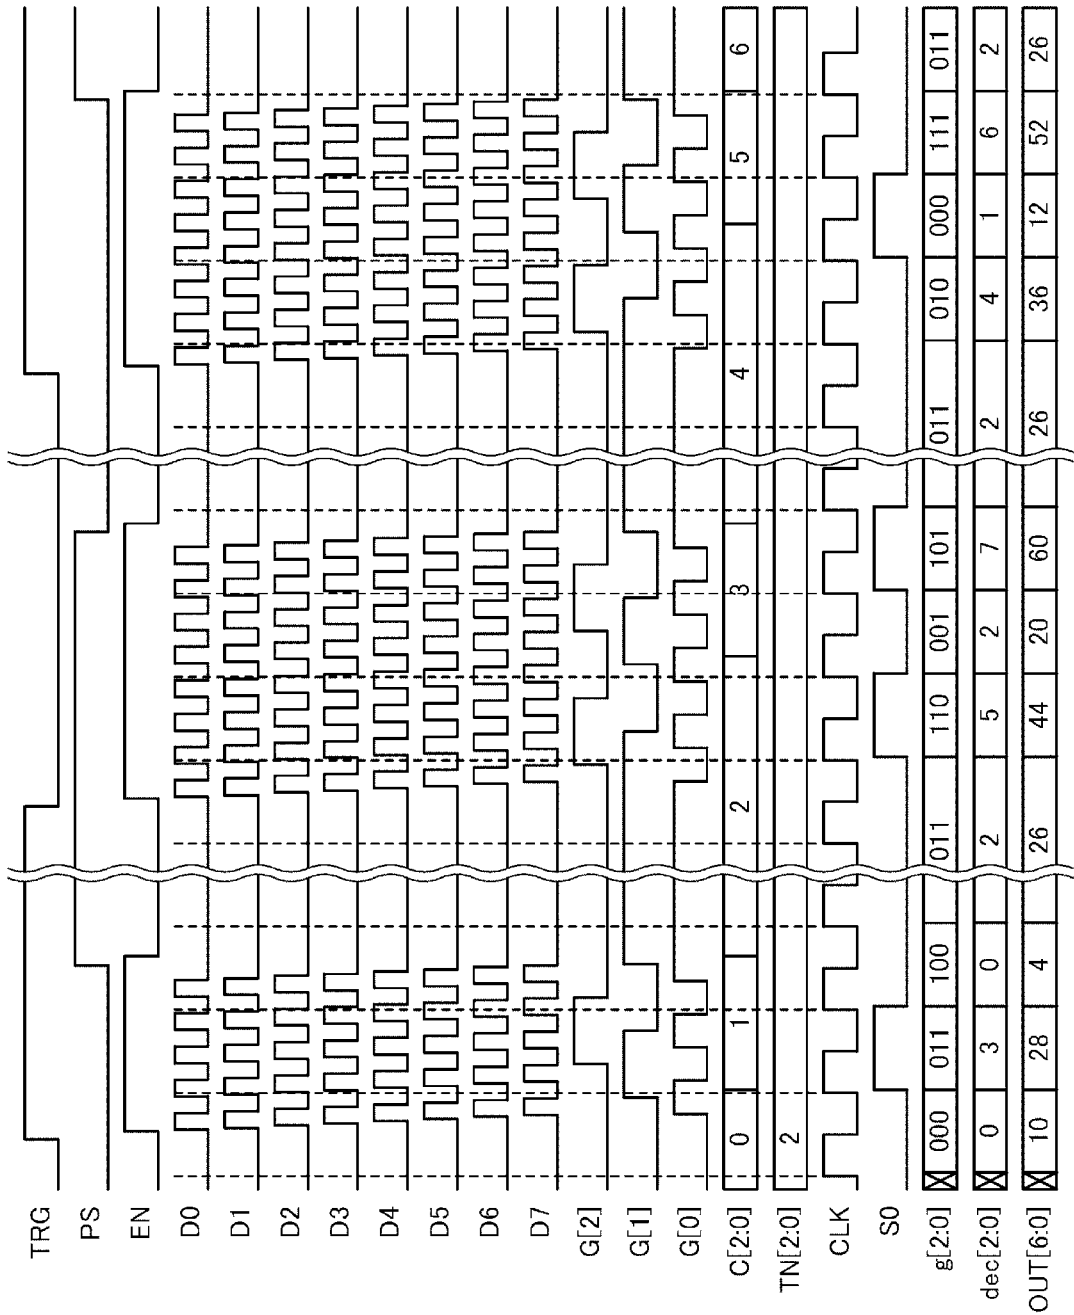 TRG
PS
EN
D0
D1
D2
D3
D4
D5
D6
D7
G[2]
G[1]
G[0]
C[2:0] 0 1 2 3 4 5 6
TN[2:0] 2
CLK
S0
g[2:0] 000 011 100 011 110 001 101 011 010 000 111 011
dec[2:0] 0 3 0 2 5 2 7 2 4 1 6 2
OUT[6:0] 10 28 4 26 44 20 60 26 36 12 52 26